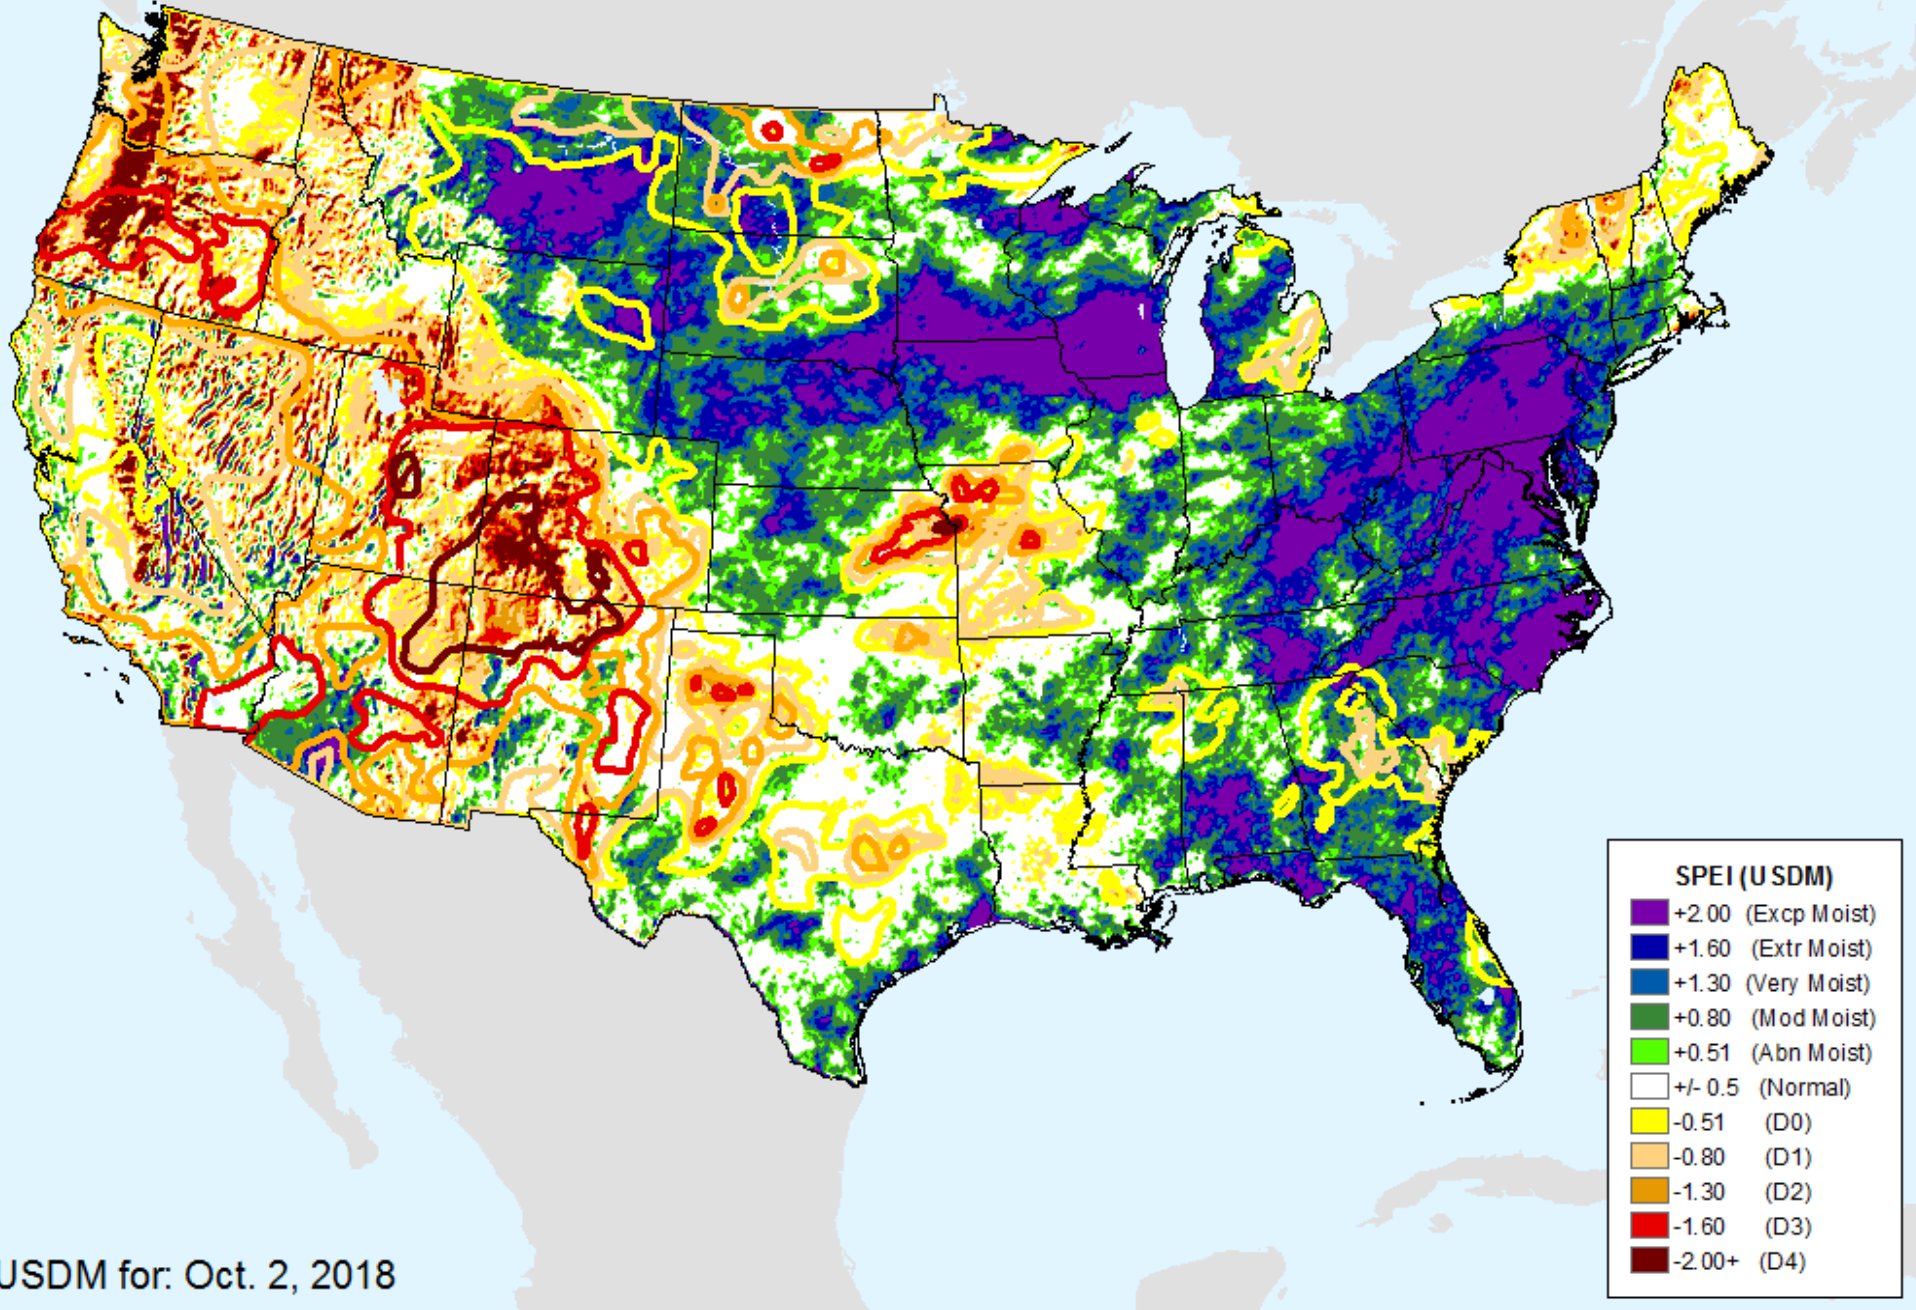 SPEI (USDM)
+2.00 (Excp Moist)
+1.60 (Extr Moist)
+1.30 (Very Moist)
+0.80 (Mod Moist)
+0.51 (Abn Moist)
+/- 0.5 (Normal)
-0.51 (D0)
-0.80 (D1)
-1.30 (D2)
-1.60 (D3)
-2.00+ (D4)
USDM for: Oct. 2, 2018